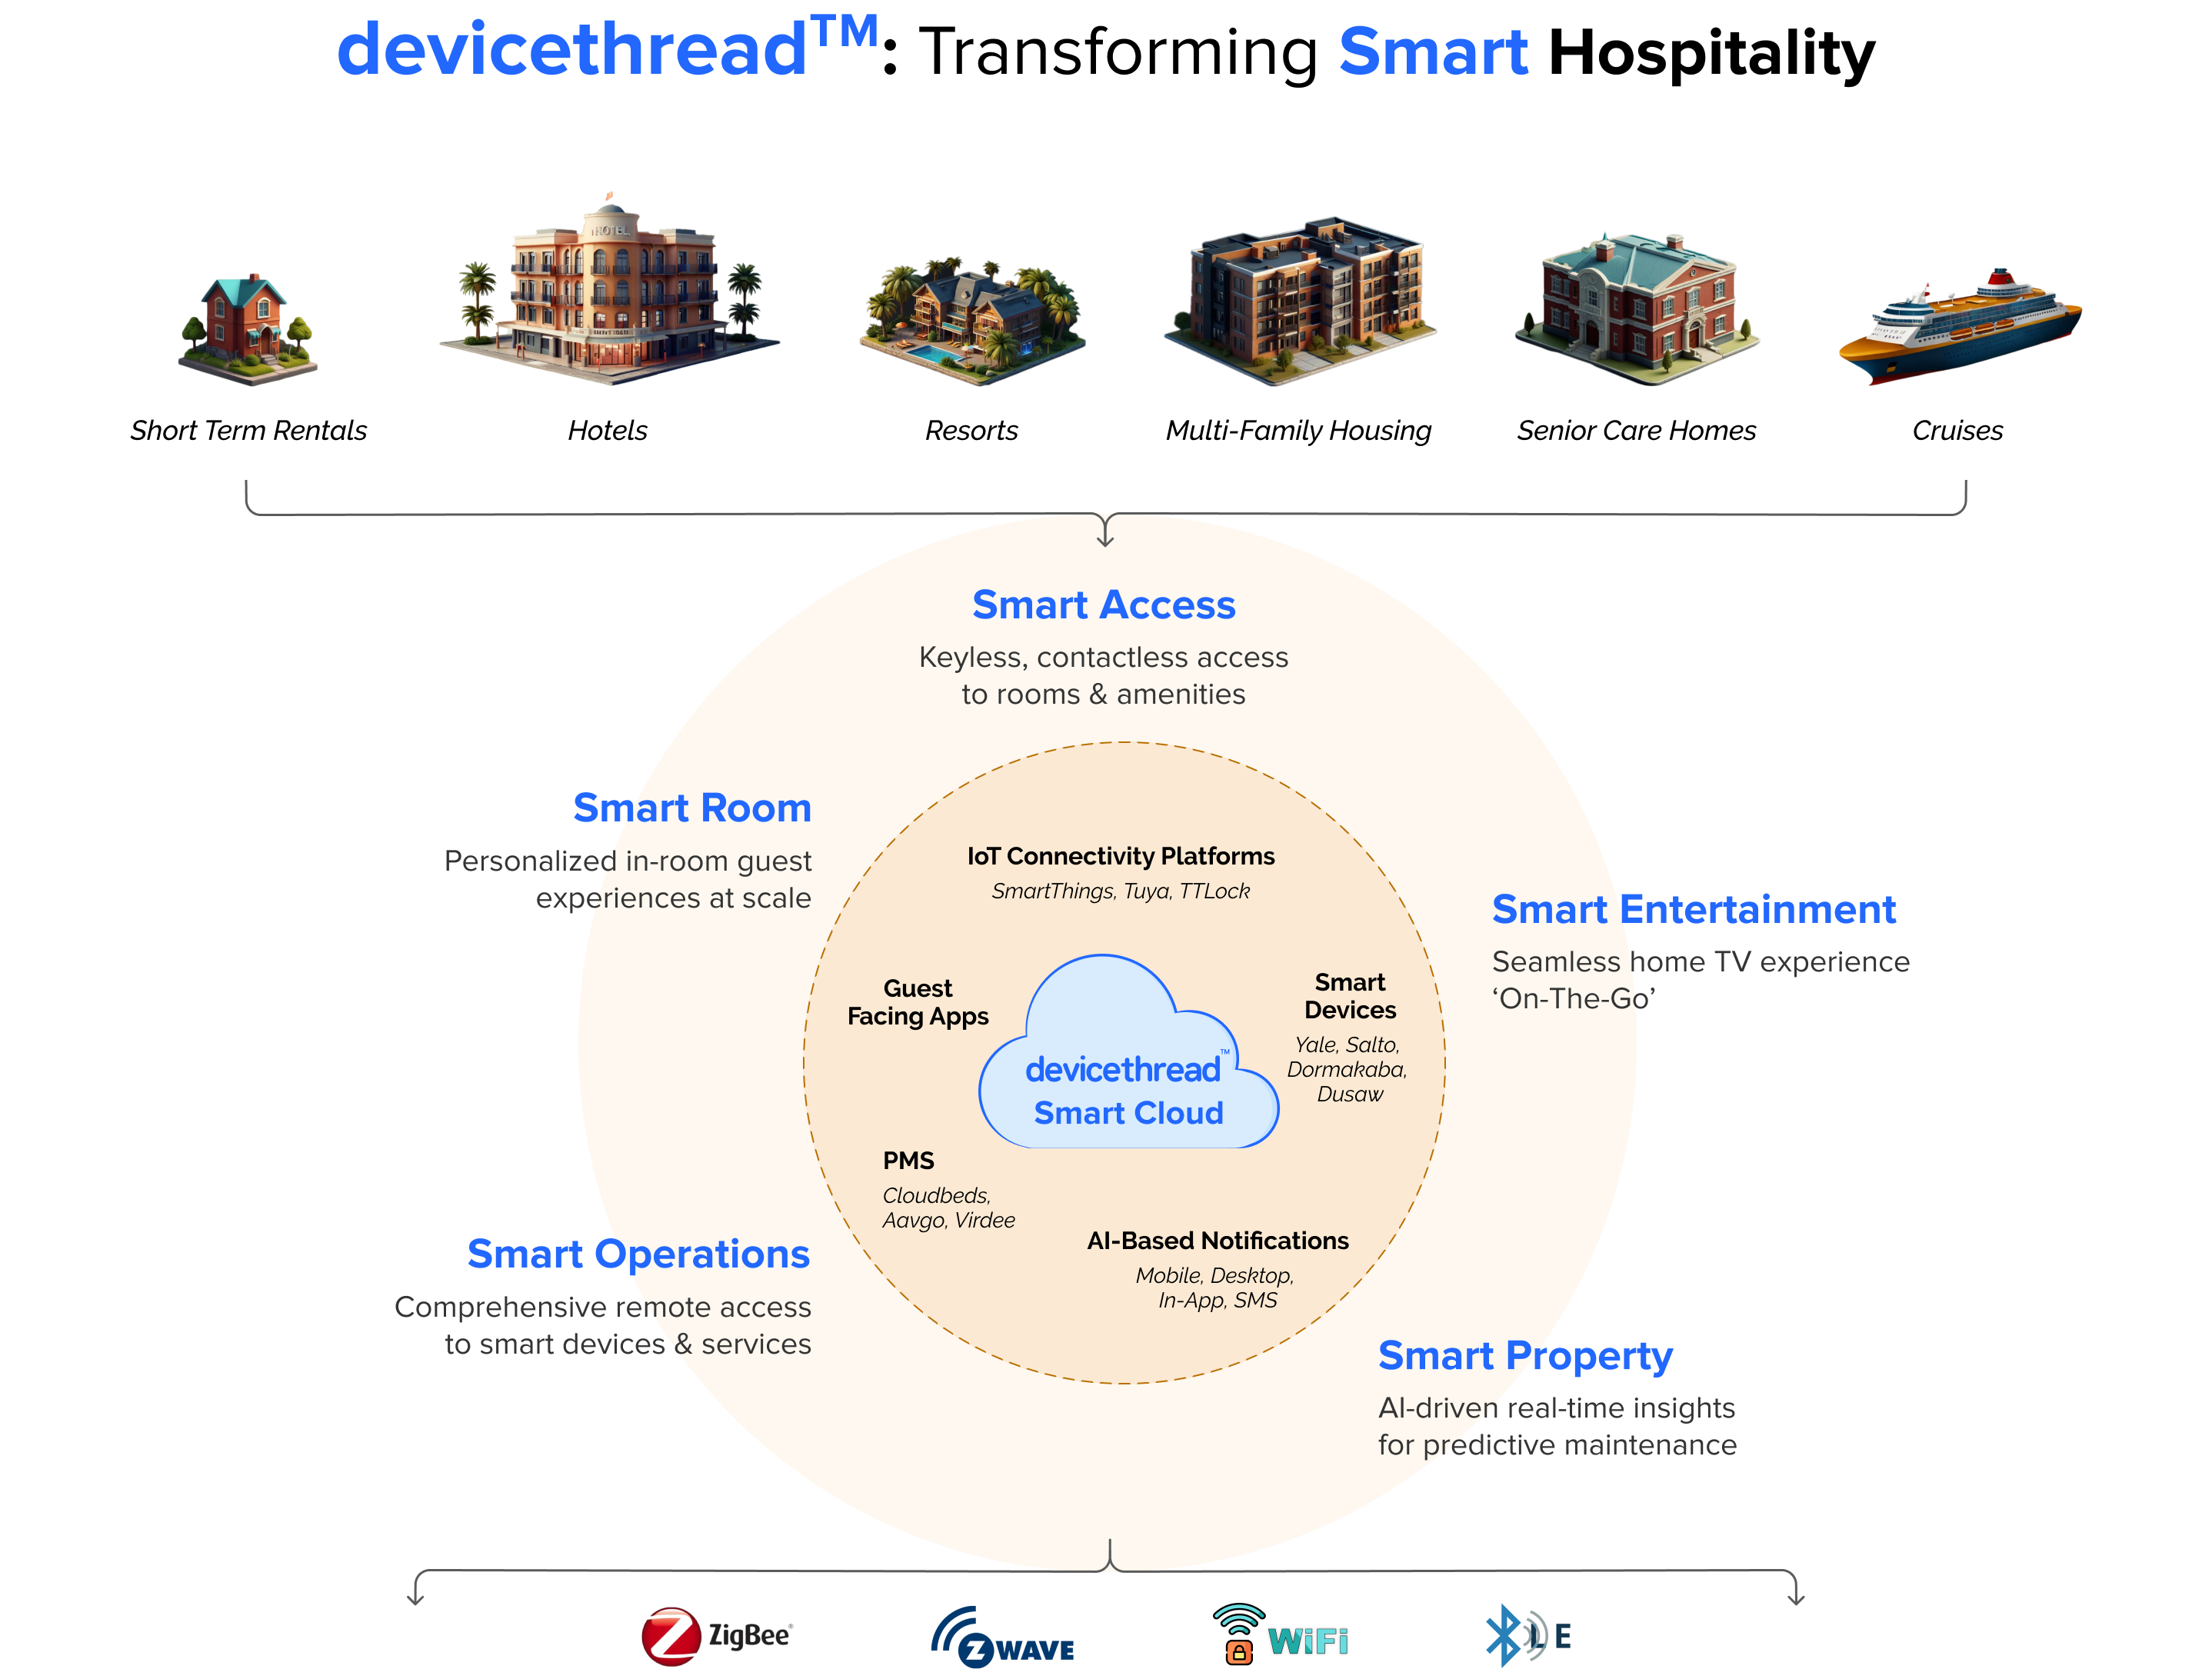 devicethread™: Transforming Smart Hospitality
HOTEL
Short Term Rentals
Hotels
Resorts
Multi-Family Housing
Senior Care Homes
Cruises
Smart Access
Keyless, contactless access
to rooms & amenities
Smart Room
Personalized in-room guest
experiences at scale
Smart Entertainment
Seamless home TV experience
‘On-The-Go’
IoT Connectivity Platforms
SmartThings, Tuya, TTLock
Guest
Facing Apps
Smart
Devices
Yale, Salto,
Dormakaba,
Dusaw
devicethread™
Smart Cloud
PMS
Cloudbeds,
Aavgo, Virdee
AI-Based Notifications
Mobile, Desktop,
In-App, SMS
Smart Operations
Comprehensive remote access
to smart devices & services
Smart Property
AI-driven real-time insights
for predictive maintenance
ZigBee®
Z WAVE
WiFi
LE